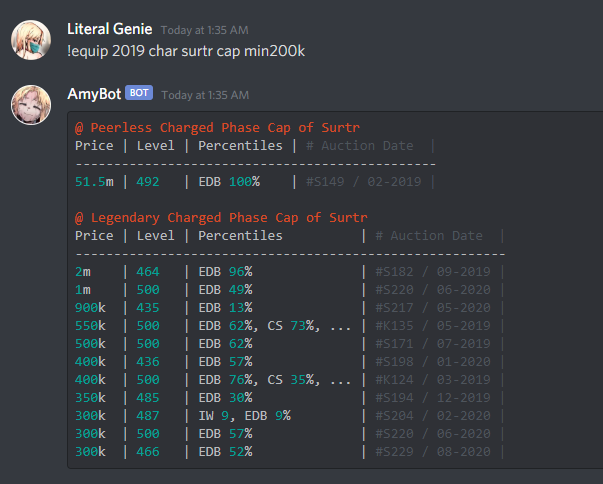 Literal Genie Today at 1:35 AM
!equip 2019 char surtr cap min200k
AmyBot BOT Today at 1:35 AM
@ Peerless Charged Phase Cap of Surtr
Price | Level | Percentiles | # Auction Date |
-----------------------------------------------
51.5m | 492 | EDB 100% | #S149 / 02-2019 |
@ Legendary Charged Phase Cap of Surtr
Price | Level | Percentiles | # Auction Date |
--------------------------------------------------------
2m | 464 | EDB 96% | #S182 / 09-2019 |
1m | 500 | EDB 49% | #S220 / 06-2020 |
900k | 435 | EDB 13% | #S217 / 05-2020 |
550k | 500 | EDB 62%, CS 73%, ... | #K135 / 05-2019 |
500k | 500 | EDB 62% | #S171 / 07-2019 |
400k | 436 | EDB 57% | #S198 / 01-2020 |
400k | 500 | EDB 76%, CS 35%, ... | #K124 / 03-2019 |
350k | 485 | EDB 30% | #S194 / 12-2019 |
300k | 487 | IW 9, EDB 9% | #S204 / 02-2020 |
300k | 500 | EDB 57% | #S220 / 06-2020 |
300k | 466 | EDB 52% | #S229 / 08-2020 |